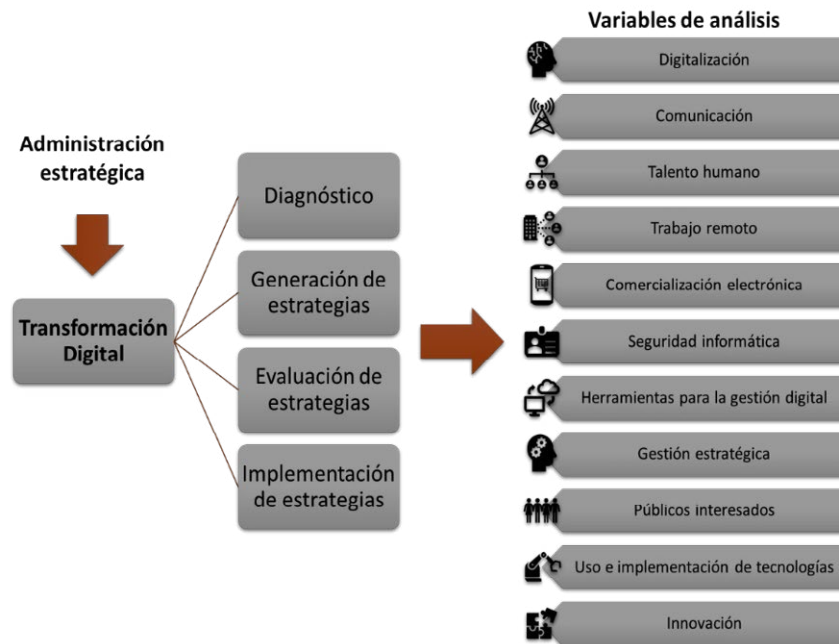 Administración
estratégica
Transformación
Digital
Diagnóstico
Generación de
estrategias
Evaluación de
estrategias
Implementación
de estrategias
Variables de análisis
Digitalización
Comunicación
Talento humano
Trabajo remoto
Comercialización electrónica
Seguridad informática
Herramientas para la gestión digital
Gestión estratégica
Públicos interesados
Uso e implementación de tecnologías
Innovación